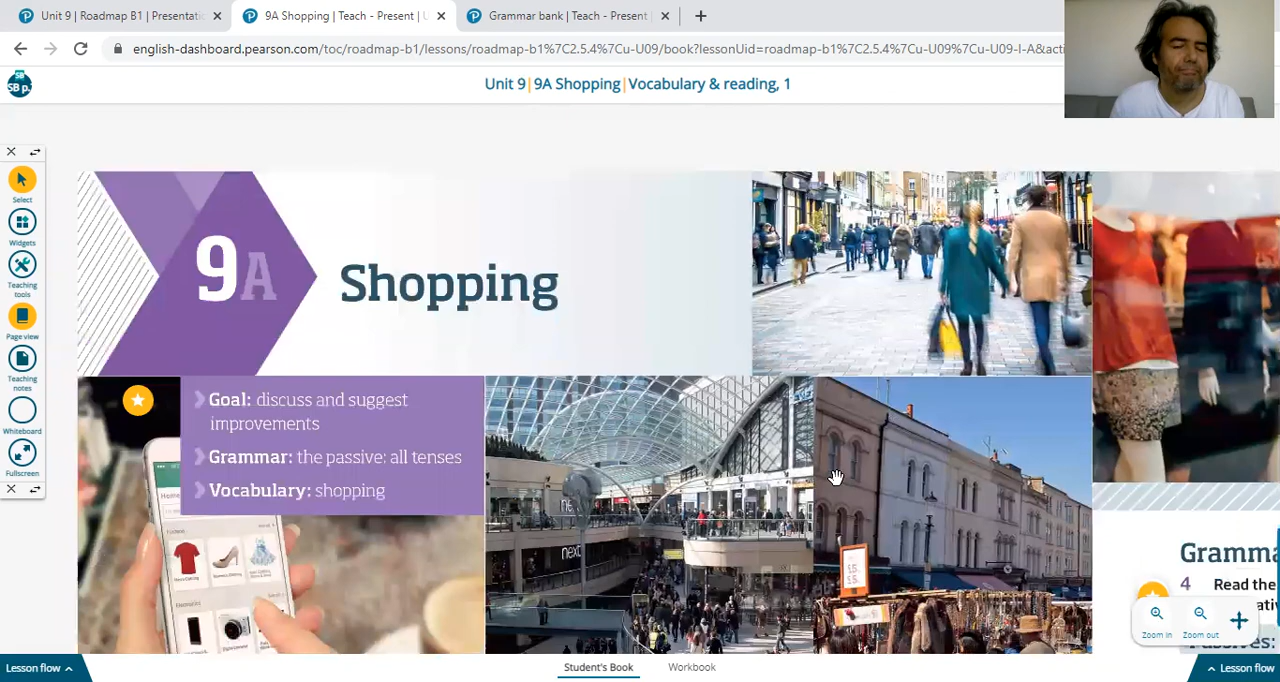 Unit 9 | Roadmap B1 | Presentati
9A Shopping | Teach - Present | U
Grammar bank | Teach - Present
english-dashboard.pearson.com/toc/roadmap-b1/lessons/roadmap-b1%7C2.5.4%7Cu-U09/book?lessonUid=roadmap-b1%7C2.5.4%7Cu-U09%7Cu-U09-l-A&acti
SB
SB p.
Unit 9|9A Shopping|Vocabulary & reading, 1
Select
Widgets
Teaching
tools
Page view
Teaching
notes
Whiteboard
Fullscreen
9A
Shopping
Goal: discuss and suggest
improvements
Grammar: the passive: all tenses
Vocabulary: shopping
next
next
Gramma
4 Read the
Passives:
Zoom in
Zoom out
Lesson flow
Student's Book
Workbook
Lesson flow